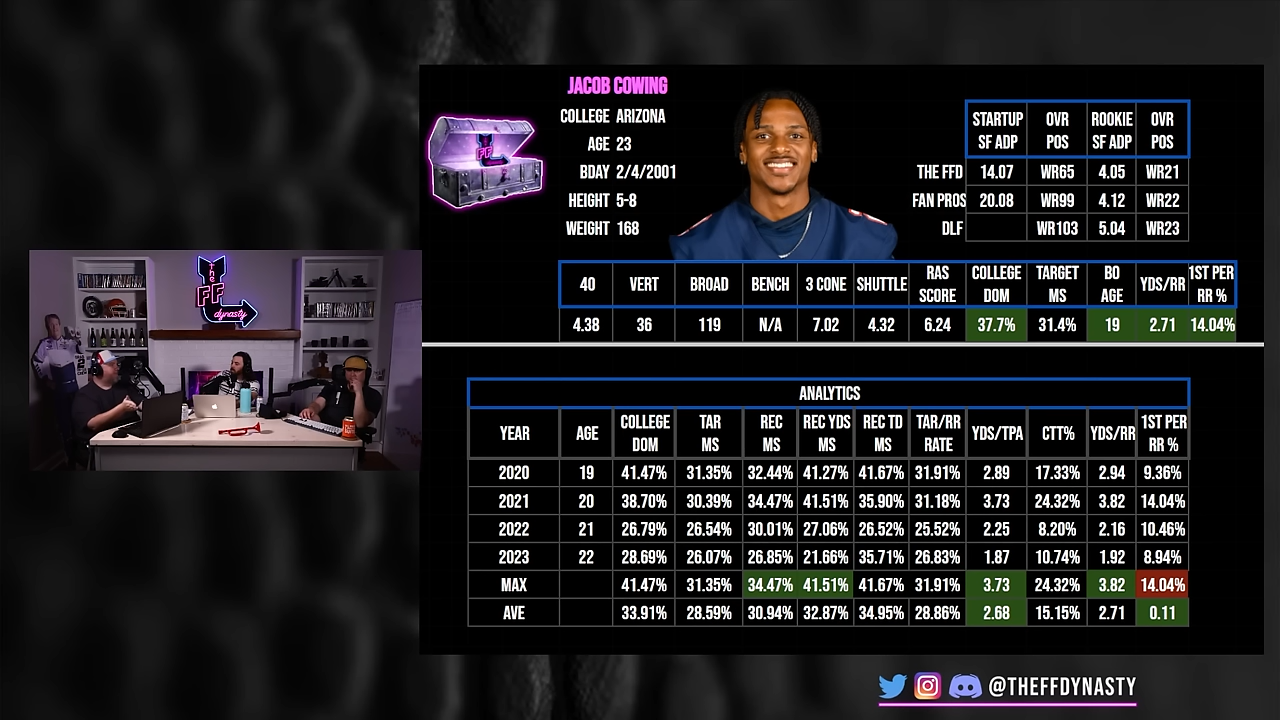 JACOB COWING
COLLEGE ARIZONA
AGE 23
BDAY 2/4/2001
HEIGHT 5-8
WEIGHT 168
STARTUP SF ADP OVR POS ROOKIE SF ADP OVR POS
THE FFD 14.07 WR65 4.05 WR21
FAN PROS 20.08 WR99 4.12 WR22
DLF WR103 5.04 WR23
40 VERT BROAD BENCH 3 CONE SHUTTLE RAS SCORE COLLEGE DOM TARGET MS BO AGE YDS/RR 1ST PER RR %
4.38 36 119 N/A 7.02 4.32 6.24 37.7% 31.4% 19 2.71 14.04%
the
FF
dynasty
FF
ANALYTICS
YEAR AGE COLLEGE DOM TAR MS REC MS REC YDS MS REC TD MS TAR/RR RATE YDS/TPA CTT% YDS/RR 1ST PER RR %
2020 19 41.47% 31.35% 32.44% 41.27% 41.67% 31.91% 2.89 17.33% 2.94 9.36%
2021 20 38.70% 30.39% 34.47% 41.51% 35.90% 31.18% 3.73 24.32% 3.82 14.04%
2022 21 26.79% 26.54% 30.01% 27.06% 26.52% 25.52% 2.25 8.20% 2.16 10.46%
2023 22 28.69% 26.07% 26.85% 21.66% 35.71% 26.83% 1.87 10.74% 1.92 8.94%
MAX 41.47% 31.35% 34.47% 41.51% 41.67% 31.91% 3.73 24.32% 3.82 14.04%
AVE 33.91% 28.59% 30.94% 32.87% 34.95% 28.86% 2.68 15.15% 2.71 0.11
@THEFFDYNASTY